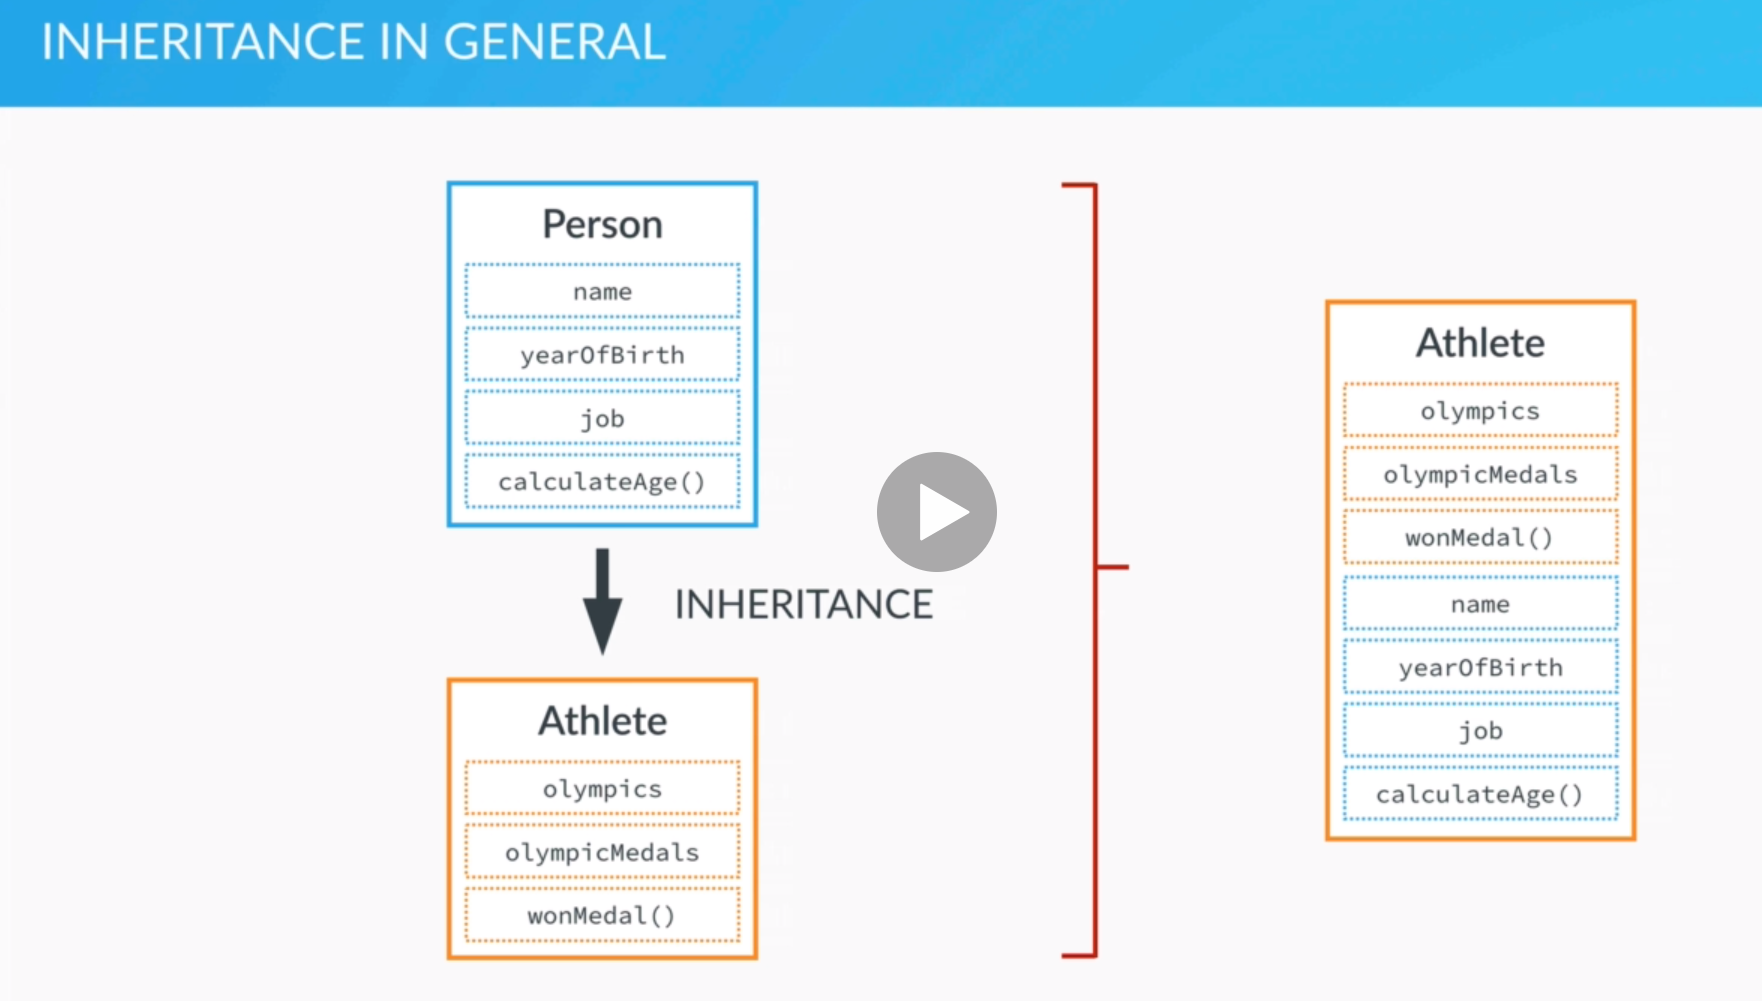 INHERITANCE IN GENERAL
Person
name
yearOfBirth
job
calculateAge()
INHERITANCE
Athlete
olympics
olympicMedals
wonMedal()
Athlete
olympics
olympicMedals
wonMedal()
name
yearOfBirth
job
calculateAge()